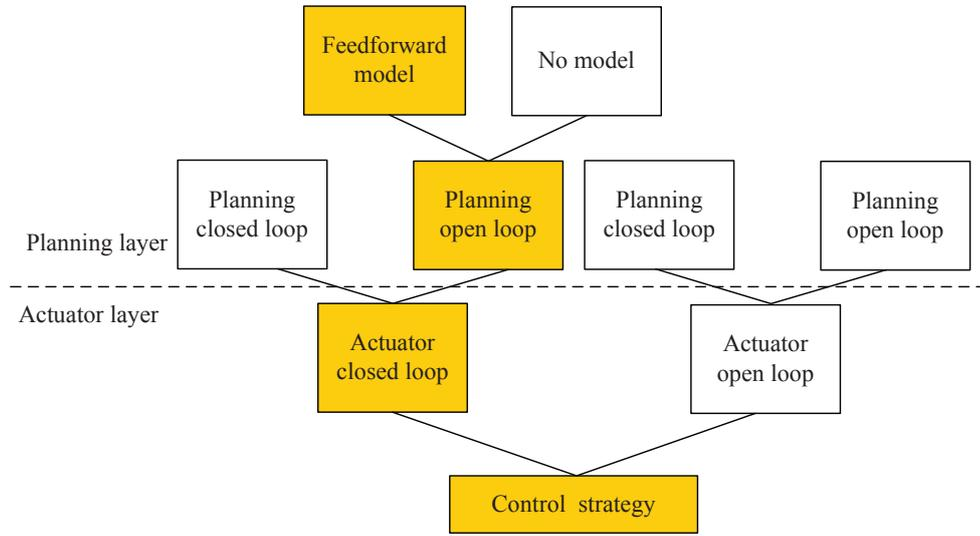 Feedforward
model
No model
Planning
closed loop
Planning
open loop
Planning
closed loop
Planning
open loop
Planning layer
Actuator layer
Actuator
closed loop
Actuator
open loop
Control strategy